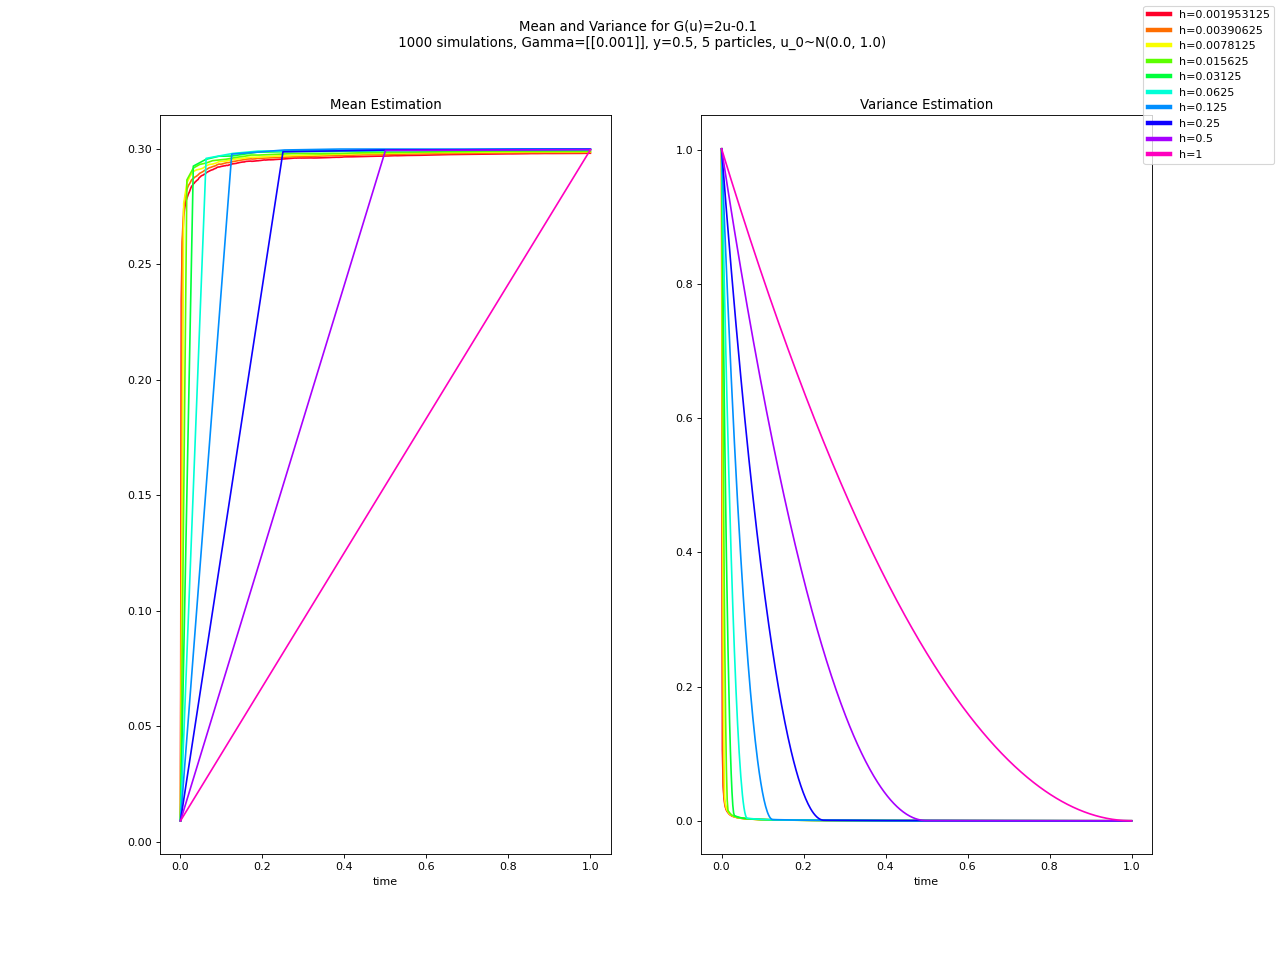 Mean and Variance for G(u)=2u-0.1
1000 simulations, Gamma=[[0.001]], y=0.5, 5 particles, u_0~N(0.0, 1.0)
h=0.001953125
h=0.00390625
h=0.0078125
h=0.015625
h=0.03125
h=0.0625
h=0.125
h=0.25
h=0.5
h=1
Mean Estimation
0.30
0.25
0.20
0.15
0.10
0.05
0.00
0.0 0.2 0.4 0.6 0.8 1.0
time
Variance Estimation
1.0
0.8
0.6
0.4
0.2
0.0
0.0 0.2 0.4 0.6 0.8 1.0
time